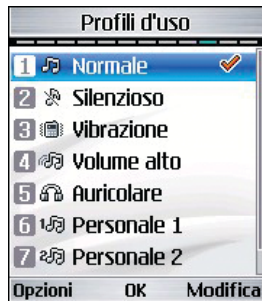 Profili d'uso
1 Normale
2 Silenzioso
3 Vibrazione
4 Volume alto
5 Auricolare
6 Personale 1
7 Personale 2
Opzioni OK Modifica